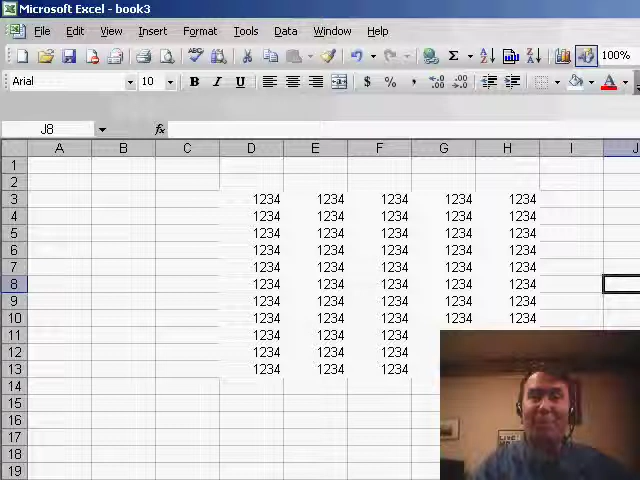 Microsoft Excel - book3
File Edit View Insert Format Tools Data Window Help
100%
Arial 10 B I U $ % ,
J8 fx
A B C D E F G H I J
1
2
3 1234 1234 1234 1234 1234
4 1234 1234 1234 1234 1234
5 1234 1234 1234 1234 1234
6 1234 1234 1234 1234 1234
7 1234 1234 1234 1234 1234
8 1234 1234 1234 1234 1234
9 1234 1234 1234 1234 1234
10 1234 1234 1234 1234 1234
11 1234 1234 1234
12 1234 1234 1234
13 1234 1234 1234
14
15
16
17
18
19